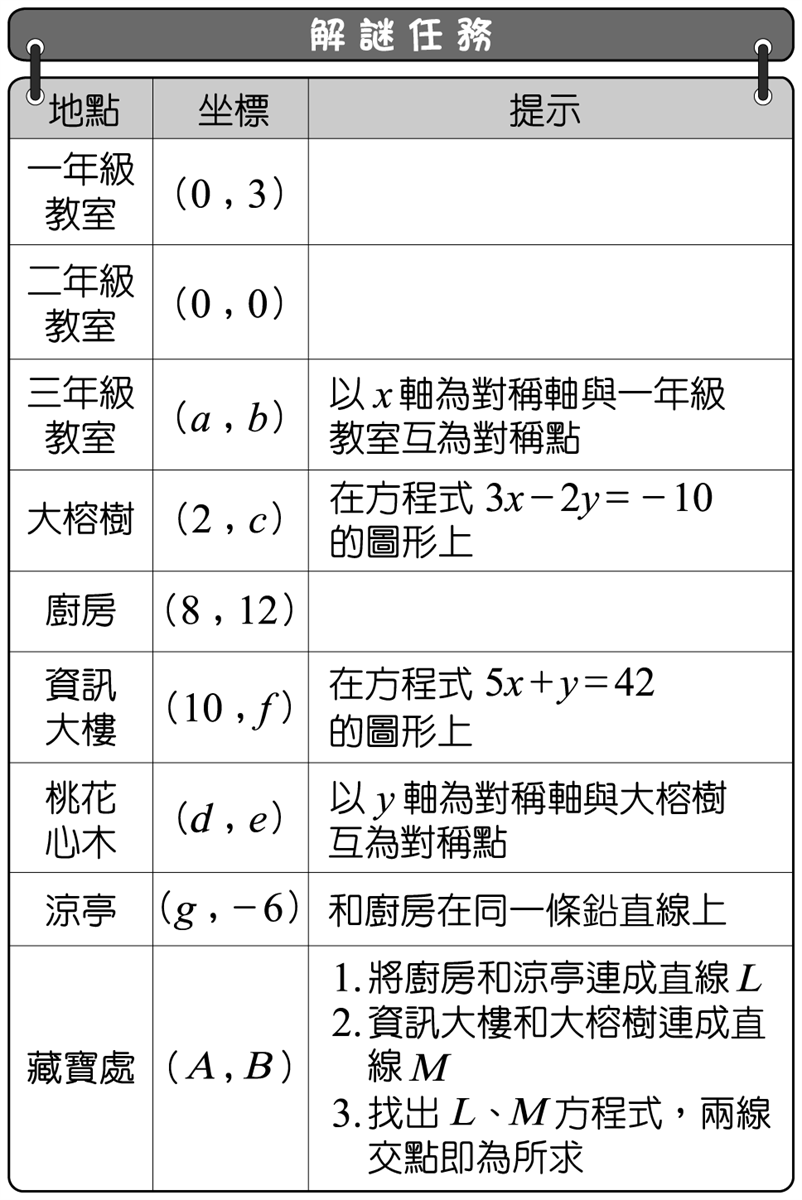 解謎任務
地點 坐標 提示
一年級
教室
(0 , 3)
二年級
教室
(0 , 0)
三年級
教室
(a , b)
以x軸為對稱軸與一年級
教室互為對稱點
大榕樹
(2 , c)
在方程式 3x－2y=－10
的圖形上
廚房
(8 , 12)
資訊
大樓
(10 , f)
在方程式 5x+y=42
的圖形上
桃花
心木
(d , e)
以y軸為對稱軸與大榕樹
互為對稱點
涼亭
(g , －6)
和廚房在同一條鉛直線上
藏寶處
(A , B)
1.將廚房和涼亭連成直線L
2.資訊大樓和大榕樹連成直
線M
3.找出L、M方程式，兩線
交點即為所求